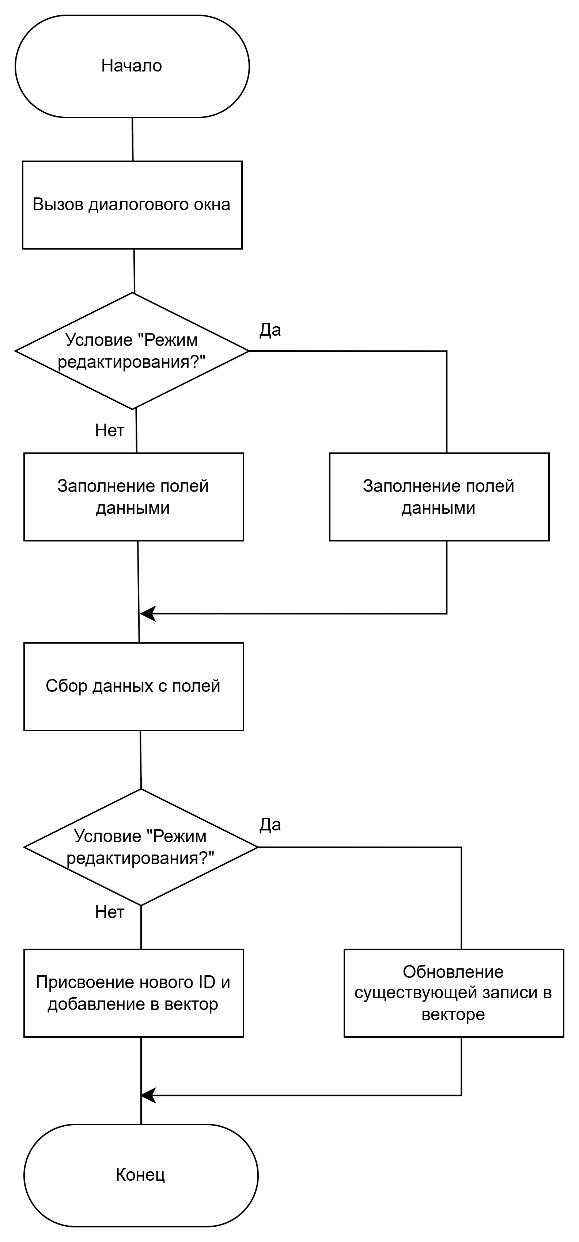 Начало
Вызов диалогового окна
Условие "Режим
редактирования?"
Да
Нет
Заполнение полей
данными
Заполнение полей
данными
Сбор данных с полей
Условие "Режим
редактирования?"
Да
Нет
Присвоение нового ID и
добавление в вектор
Обновление
существующей записи в
векторе
Конец